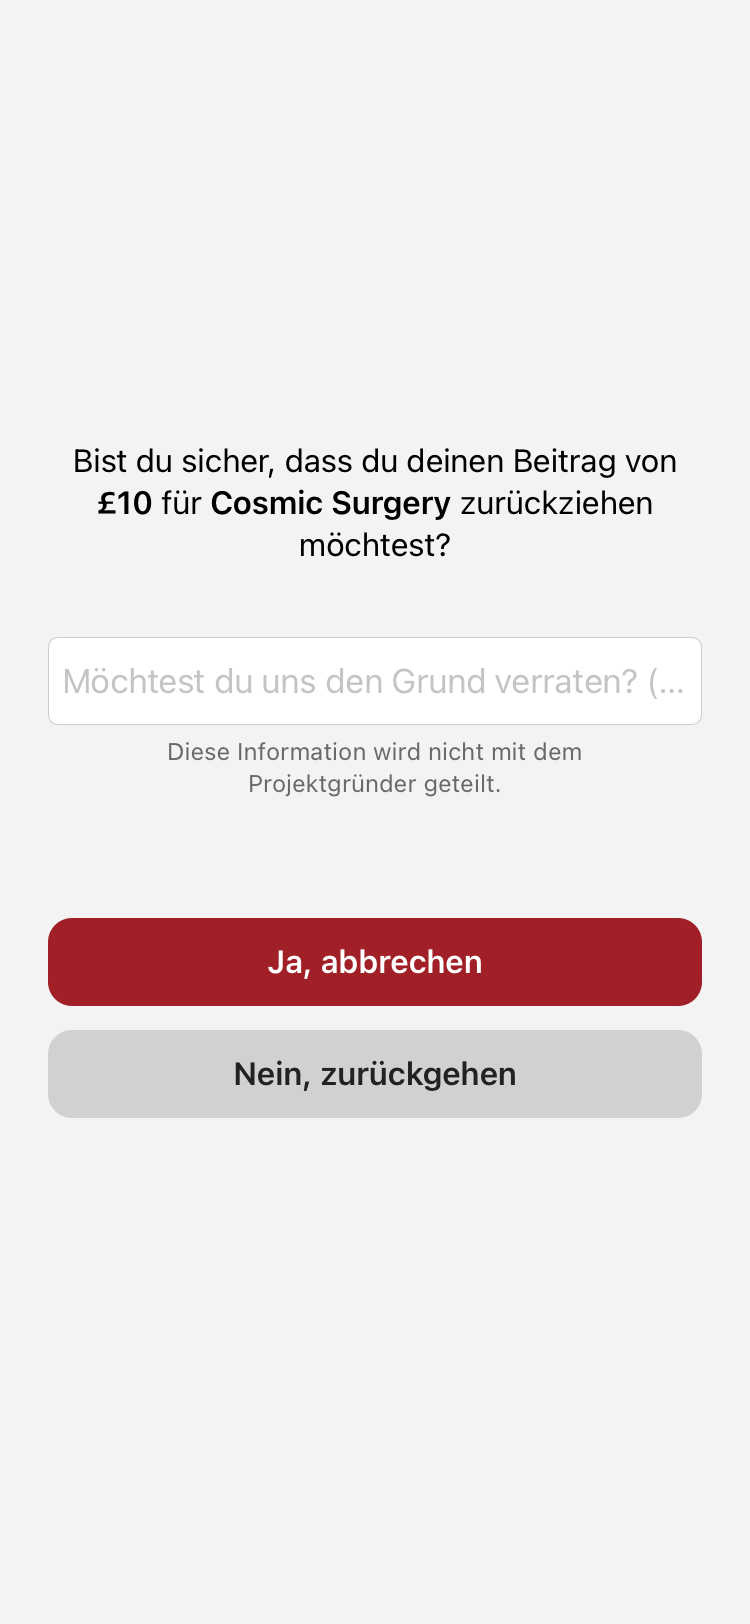 Bist du sicher, dass du deinen Beitrag von
£10 für Cosmic Surgery zurückziehen
möchtest?
Möchtest du uns den Grund verraten? (...
Diese Information wird nicht mit dem
Projektgründer geteilt.
Ja, abbrechen
Nein, zurückgehen